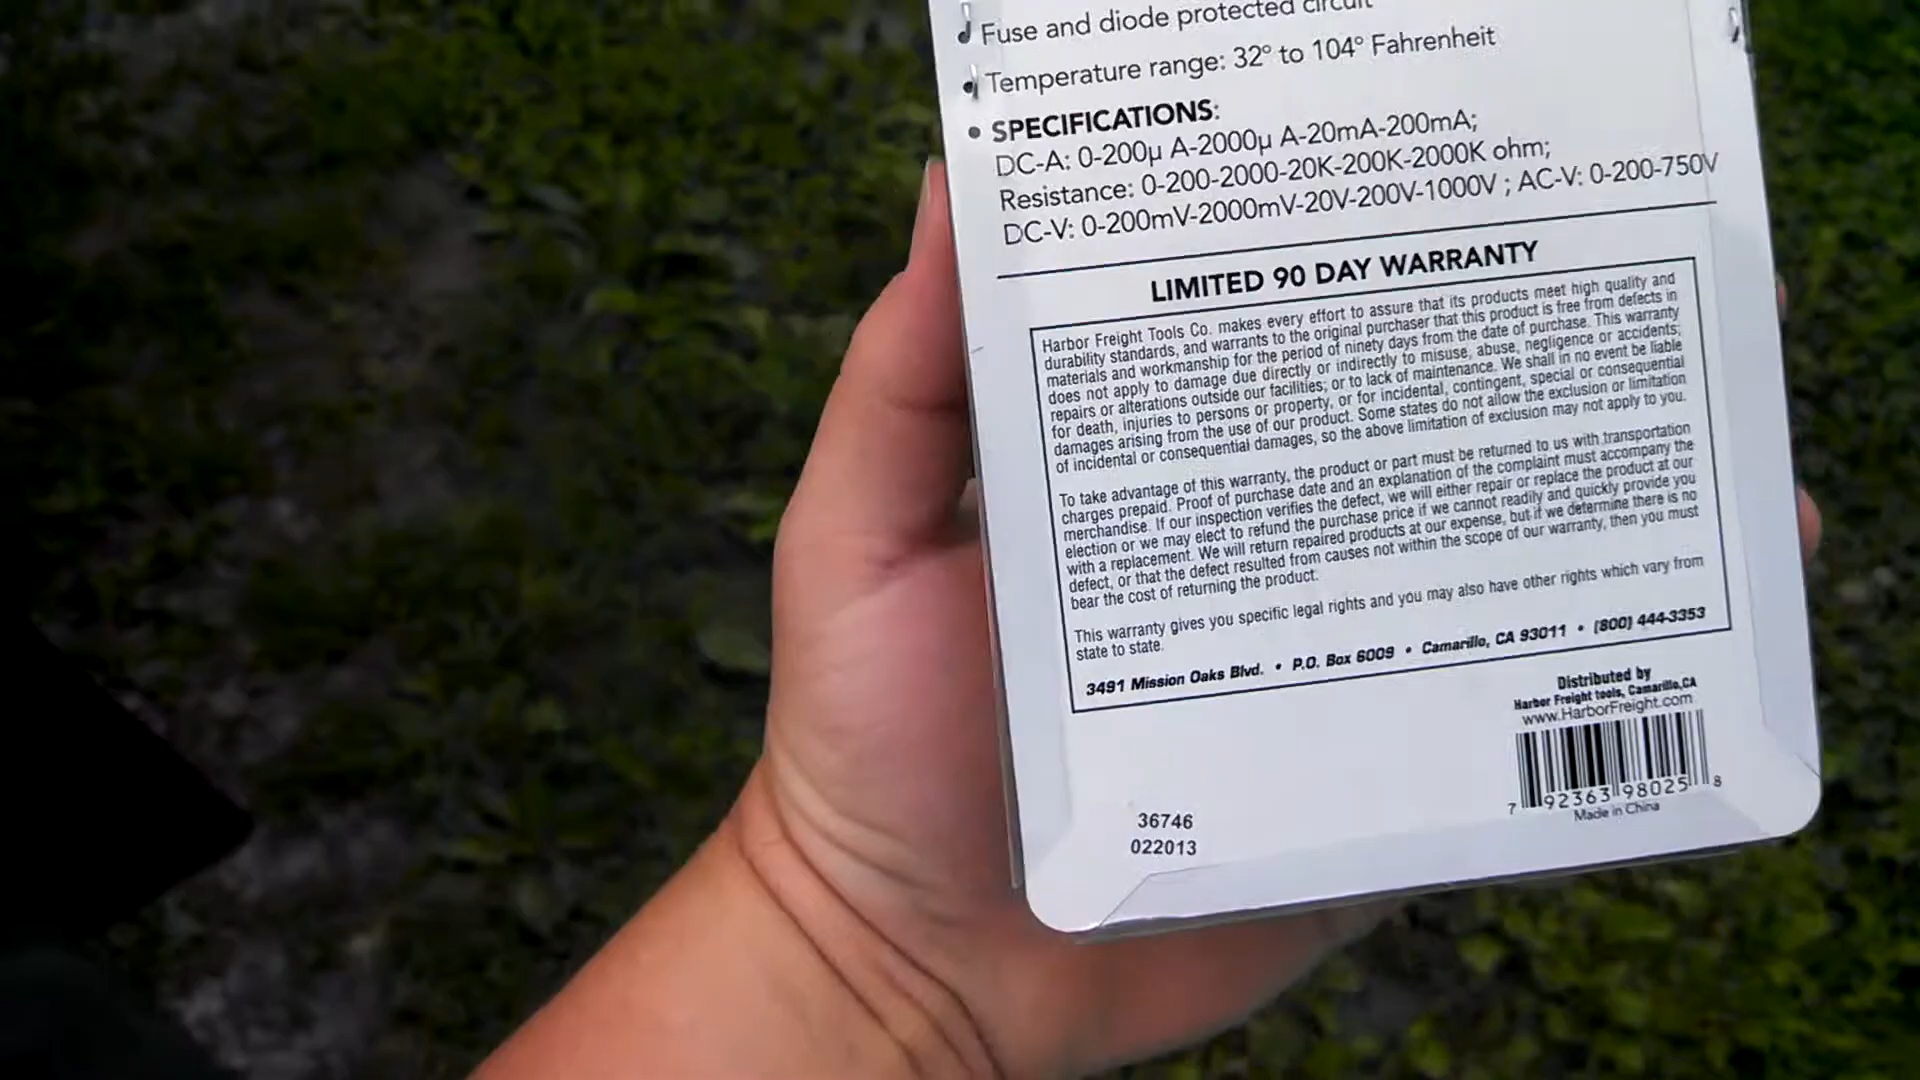 Fuse and diode protected circuit
Temperature range: 32° to 104° Fahrenheit
• SPECIFICATIONS:
DC-A: 0-200µ A-2000µ A-20mA-200mA;
Resistance: 0-200-2000-20K-200K-2000K ohm;
DC-V: 0-200mV-2000mV-20V-200V-1000V ; AC-V: 0-200-750V
LIMITED 90 DAY WARRANTY
Harbor Freight Tools Co. makes every effort to assure that its products meet high quality and
durability standards, and warrants to the original purchaser that this product is free from defects in
materials and workmanship for the period of ninety days from the date of purchase. This warranty
does not apply to damage due directly or indirectly to misuse, abuse, negligence or accidents;
repairs or alterations outside our facilities; or to lack of maintenance. We shall in no event be liable
for death, injuries to persons or property, or for incidental, contingent, special or consequential
damages arising from the use of our product. Some states do not allow the exclusion or limitation
of incidental or consequential damages, so the above limitation of exclusion may not apply to you.
To take advantage of this warranty, the product or part must be returned to us with transportation
charges prepaid. Proof of purchase date and an explanation of the complaint must accompany the
merchandise. If our inspection verifies the defect, we will either repair or replace the product at our
election or we may elect to refund the purchase price if we cannot readily and quickly provide you
with a replacement. We will return repaired products at our expense, but if we determine there is no
defect, or that the defect resulted from causes not within the scope of our warranty, then you must
bear the cost of returning the product.
This warranty gives you specific legal rights and you may also have other rights which vary from
state to state.
3491 Mission Oaks Blvd. • P.O. Box 6009 • Camarillo, CA 93011 • (800) 444-3353
Distributed by
Harbor Freight tools, Camarillo,CA
www.HarborFreight.com
7 92363 98025 8
Made in China
36746
022013